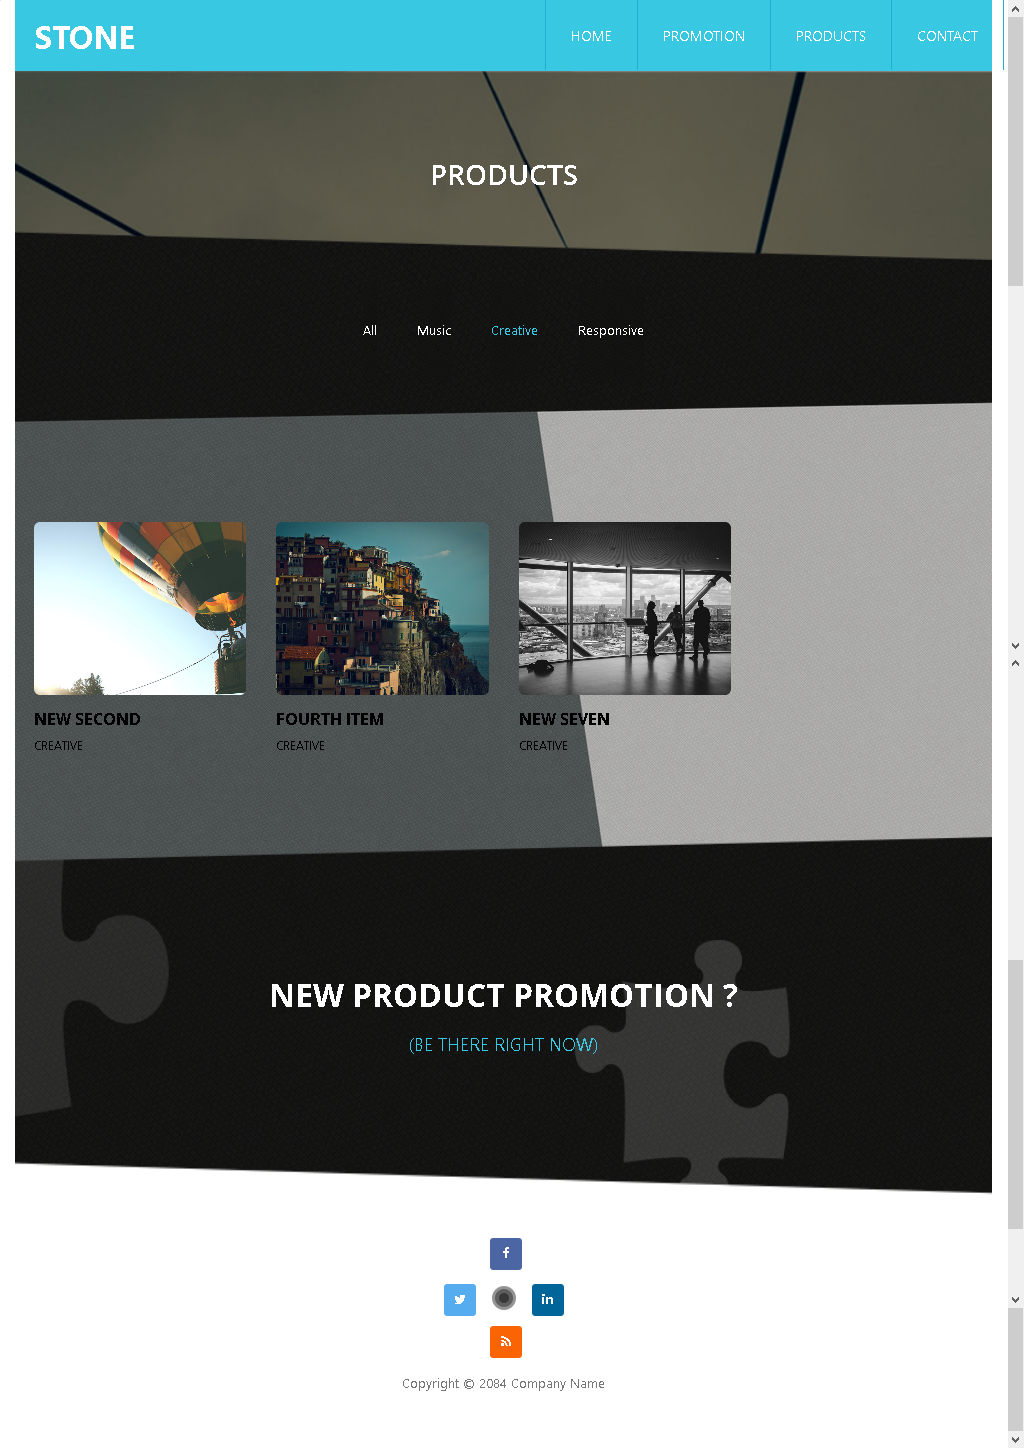 STONE
HOME PROMOTION PRODUCTS CONTACT
PRODUCTS
All Music Creative Responsive
NEW SECOND
CREATIVE
FOURTH ITEM
CREATIVE
NEW SEVEN
CREATIVE
NEW PRODUCT PROMOTION ?
(BE THERE RIGHT NOW)
Copyright © 2084 Company Name